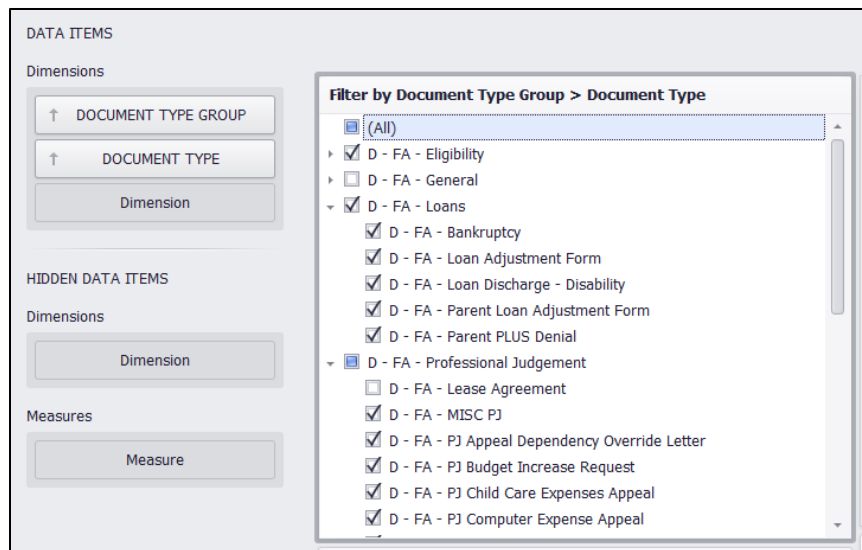 DATA ITEMS
Dimensions
DOCUMENT TYPE GROUP
DOCUMENT TYPE
Dimension
HIDDEN DATA ITEMS
Dimensions
Dimension
Measures
Measure
Filter by Document Type Group > Document Type
(All)
D - FA - Eligibility
D - FA - General
D - FA - Loans
D - FA - Bankruptcy
D - FA - Loan Adjustment Form
D - FA - Loan Discharge - Disability
D - FA - Parent Loan Adjustment Form
D - FA - Parent PLUS Denial
D - FA - Professional Judgement
D - FA - Lease Agreement
D - FA - MISC PJ
D - FA - PJ Appeal Dependency Override Letter
D - FA - PJ Budget Increase Request
D - FA - PJ Child Care Expenses Appeal
D - FA - PJ Computer Expense Appeal